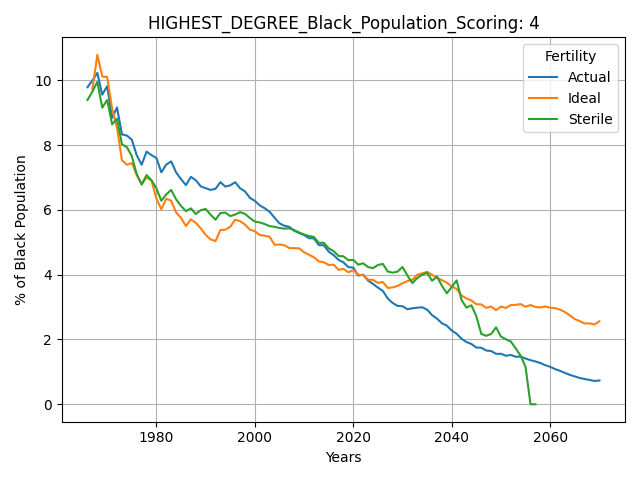 HIGHEST_DEGREE_Black_Population_Scoring: 4
Fertility
Actual
Ideal
Sterile
% of Black Population
10
8
6
4
2
0
1980 2000 2020 2040 2060
Years